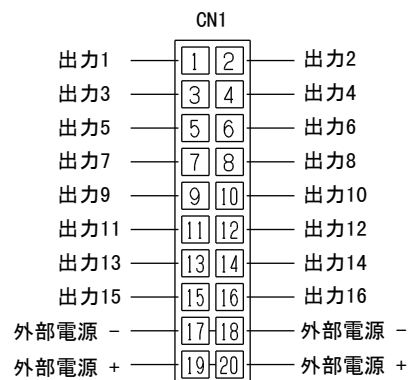 CN1
出力1 1 2 出力2
出力3 3 4 出力4
出力5 5 6 出力6
出力7 7 8 出力8
出力9 9 10 出力10
出力11 11 12 出力12
出力13 13 14 出力14
出力15 15 16 出力16
外部電源 - 17 18 外部電源 -
外部電源 + 19 20 外部電源 +